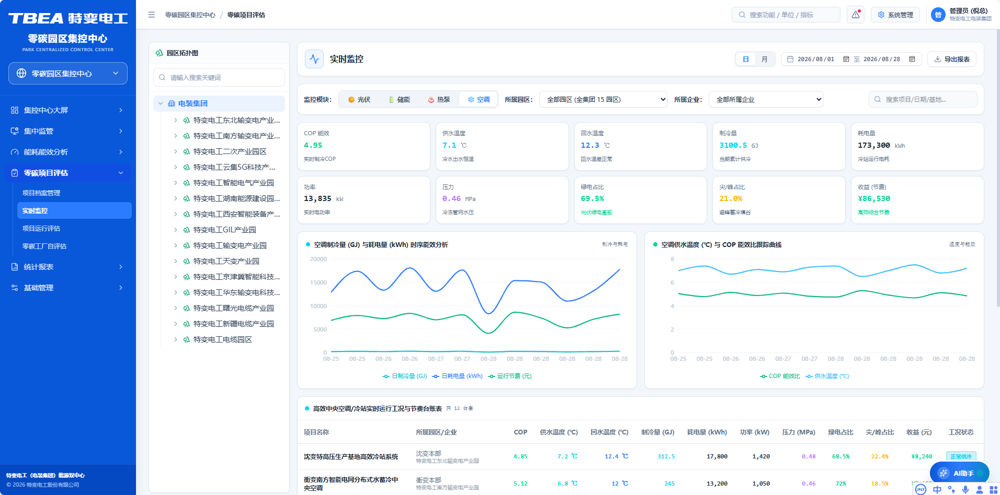 TBEA 特变电工
零碳园区集控中心
PARK CENTRALIZED CONTROL CENTER
零碳园区集控中心
集控中心大屏
集中监管
能耗能效分析
零碳项目评估
项目档案管理
实时监控
项目运行评估
零碳工厂自评估
统计报表
基础管理
特变电工（电装集团）能源双中心
© 2026 特变电工股份有限公司
零碳园区集控中心 / 零碳项目评估
搜索功能 / 单位 / 指标
系统管理
管
管理员 (倪总)
特变电工电装集团
园区拓扑图
请输入搜索关键词
电装集团
特变电工东北输变电产业...
特变电工南方输变电产业...
特变电工二次产业园区
特变电工云集5G科技产...
特变电工智能电气产业园
特变电工湖南能源建设园...
特变电工西安智能装备产...
特变电工GIL产业园
特变电工输变电产业园
特变电工天变产业园
特变电工京津冀智能科技...
特变电工华东输变电科技...
特变电工曙光电缆产业园
特变电工新疆电缆产业园
特变电工电缆园区
实时监控
日 月
2026/08/01 至 2026/08/28
导出报表
监控模块: 光伏 储能 热泵 空调
所属园区: 全部园区 (全集团 15 园区)
所属企业: 全部所属企业
搜索项目/日期/基地...
COP 能效
4.95
实时制冷COP
供水温度
7.1 ℃
冷水出水恒温
回水温度
12.3 ℃
回水温差正常
制冷量
3100.5 GJ
当期累计供冷
耗电量
173,300 kWh
冷站运行电耗
功率
13,835 kW
实时电功率
压力
0.46 MPa
冷冻管网水压
绿电占比
69.5%
光伏绿电直驱
尖/峰占比
21.0%
避峰蓄冷填谷
收益 (节费)
¥86,530
高效综合节费
空调制冷量 (GJ) 与耗电量 (kWh) 时序能效分析
制冷与耗电
20000
15000
10000
5000
0
08-25 08-25 08-26 08-26 08-27 08-27 08-28 08-28 08-28 08-28 08-28 08-28
日制冷量 (GJ) 日耗电量 (kWh) 运行节费 (元)
空调供水温度 (℃) 与 COP 能效比跟踪曲线
温度与能效
8
6
4
2
0
08-25 08-25 08-26 08-26 08-27 08-27 08-28 08-28 08-28 08-28 08-28 08-28
COP 能效比 供水温度 (℃)
高效中央空调/冷站实时运行工况与节费台账表 共 12 台套
项目名称 所属园区/企业 COP 供水温度 (℃) 回水温度 (℃) 制冷量 (GJ) 耗电量 (kWh) 功率 (kW) 压力 (MPa) 绿电占比 尖/峰占比 收益 (元) 工况状态
沈变特高压生产基地高效冷站系统 沈变本部 4.85 7.2 ℃ 12.4 ℃ 312.5 17,800 1,420 0.48 68.5% 22.4% ¥8,240 正常供冷
特变电工东北输变电产业园
衡变南方智能电网分布式水蓄冷中央空调 衡变本部 5.12 6.8 ℃ 12 ℃ 245 13,200 1,050 0.46 72% 18.5%
特变电工南方输变电产业园
AI助手
iFLY 中